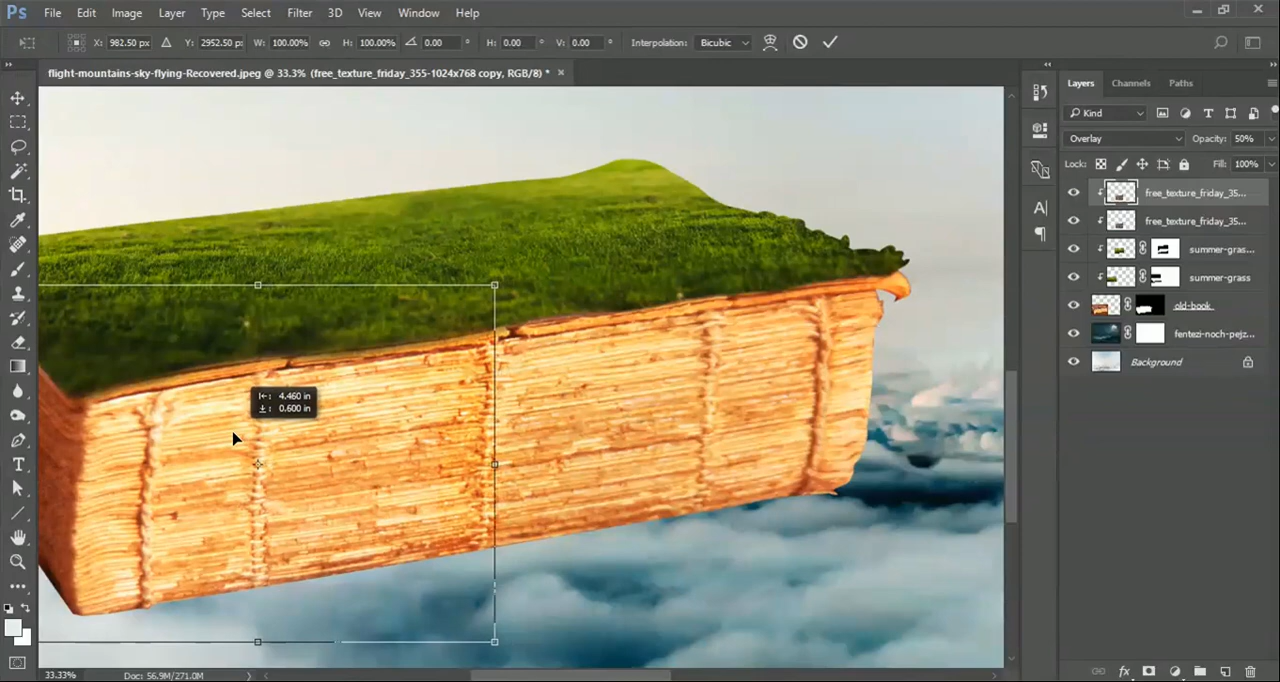 Ps File Edit Image Layer Type Select Filter 3D View Window Help
X: 982.50 px Y: 2952.50 p: W: 100.00% H: 100.00% 0.00 ° H: 0.00 ° V: 0.00 ° Interpolation: Bicubic
flight-mountains-sky-flying-Recovered.jpeg @ 33.3% (free_texture_friday_355-1024x768 copy, RGB/8) * ×
Layers Channels Paths
Kind
Overlay Opacity: 50%
Lock: Fill: 100%
free_texture_friday_35...
free_texture_friday_35...
summer-gras...
summer-grass
old-book
fentezi-noch-pejz...
Background
4.460 in
0.600 in
33.33% Doc: 56.9M/271.0M